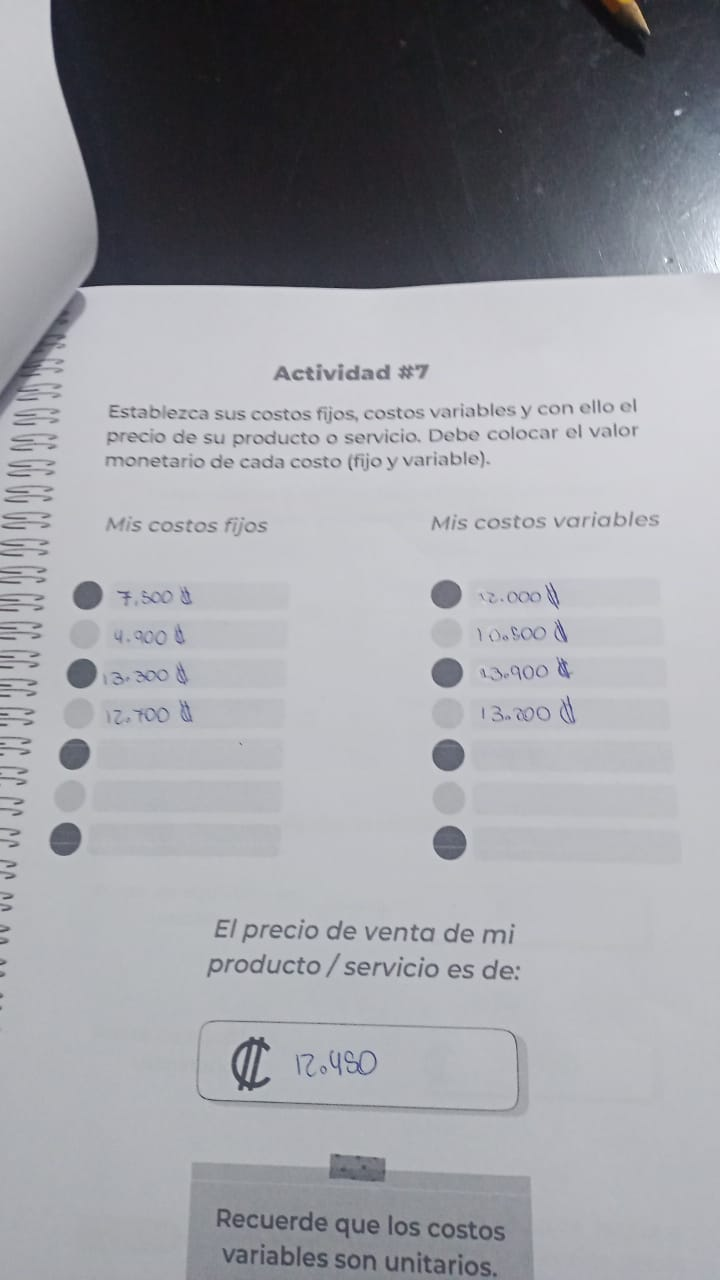 Actividad #7
Establezca sus costos fijos, costos variables y con ello el
precio de su producto o servicio. Debe colocar el valor
monetario de cada costo (fijo y variable).
Mis costos fijos
7.500 ₡
4.900 ₡
13.300 ₡
12.700 ₡
Mis costos variables
12.000 ₡
10.500 ₡
13.900 ₡
13.200 ₡
El precio de venta de mi
producto / servicio es de:
₡ 12.450
Recuerde que los costos
variables son unitarios.